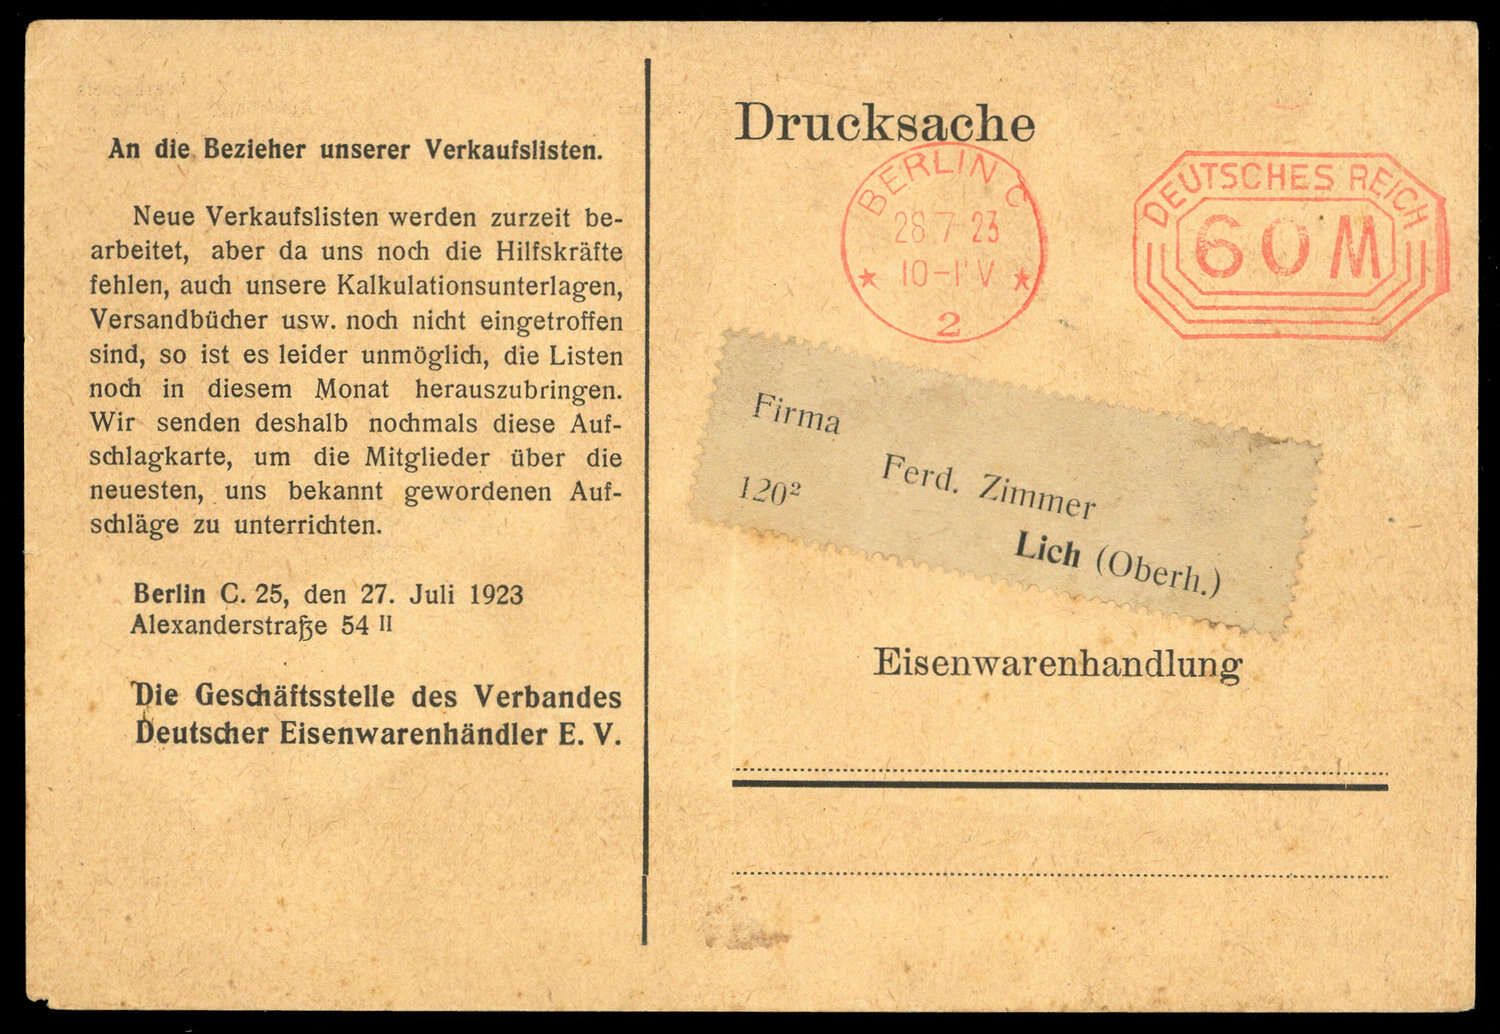 An die Bezieher unserer Verkaufslisten.
Neue Verkaufslisten werden zurzeit be-
arbeitet, aber da uns noch die Hilfskräfte
fehlen, auch unsere Kalkulationsunterlagen,
Versandbücher usw. noch nicht eingetroffen
sind, so ist es leider unmöglich, die Listen
noch in diesem Monat herauszubringen.
Wir senden deshalb nochmals diese Auf-
schlagkarte, um die Mitglieder über die
neuesten, uns bekannt gewordenen Auf-
schläge zu unterrichten.
Berlin C. 25, den 27. Juli 1923
Alexanderstraße 54 II
Die Geschäftsstelle des Verbandes
Deutscher Eisenwarenhändler E. V.
Drucksache
BERLIN C
28 7 23
10-1 V
2
DEUTSCHES REICH
60 M
Firma
Ferd. Zimmer
120²
Lich (Oberh.)
Eisenwarenhandlung